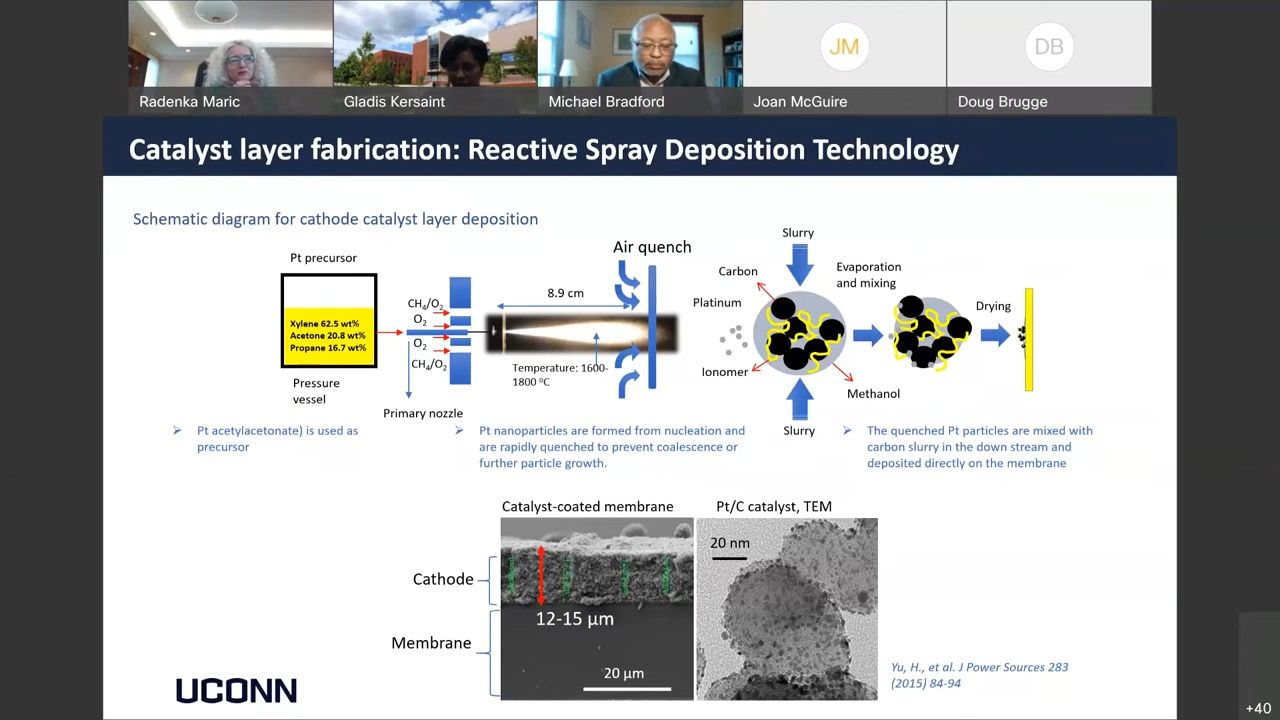 JM
DB
Radenka Maric
Gladis Kersaint
Michael Bradford
Joan McGuire
Doug Brugge
Catalyst layer fabrication: Reactive Spray Deposition Technology
Schematic diagram for cathode catalyst layer deposition
Pt precursor
Xylene 62.5 wt%
Acetone 20.8 wt%
Propane 16.7 wt%
Pressure
vessel
CH₄/O₂
O₂
O₂
CH₄/O₂
Primary nozzle
8.9 cm
Air quench
Temperature: 1600-
1800 ᵒC
Slurry
Carbon
Platinum
Ionomer
Evaporation
and mixing
Methanol
Slurry
Drying
➢ Pt acetylacetonate) is used as
precursor
➢ Pt nanoparticles are formed from nucleation and
are rapidly quenched to prevent coalescence or
further particle growth.
➢ The quenched Pt particles are mixed with
carbon slurry in the down stream and
deposited directly on the membrane
Catalyst-coated membrane
Cathode
Membrane
12-15 µm
20 µm
Pt/C catalyst, TEM
20 nm
Yu, H., et al. J Power Sources 283
(2015) 84-94
UCONN
+40